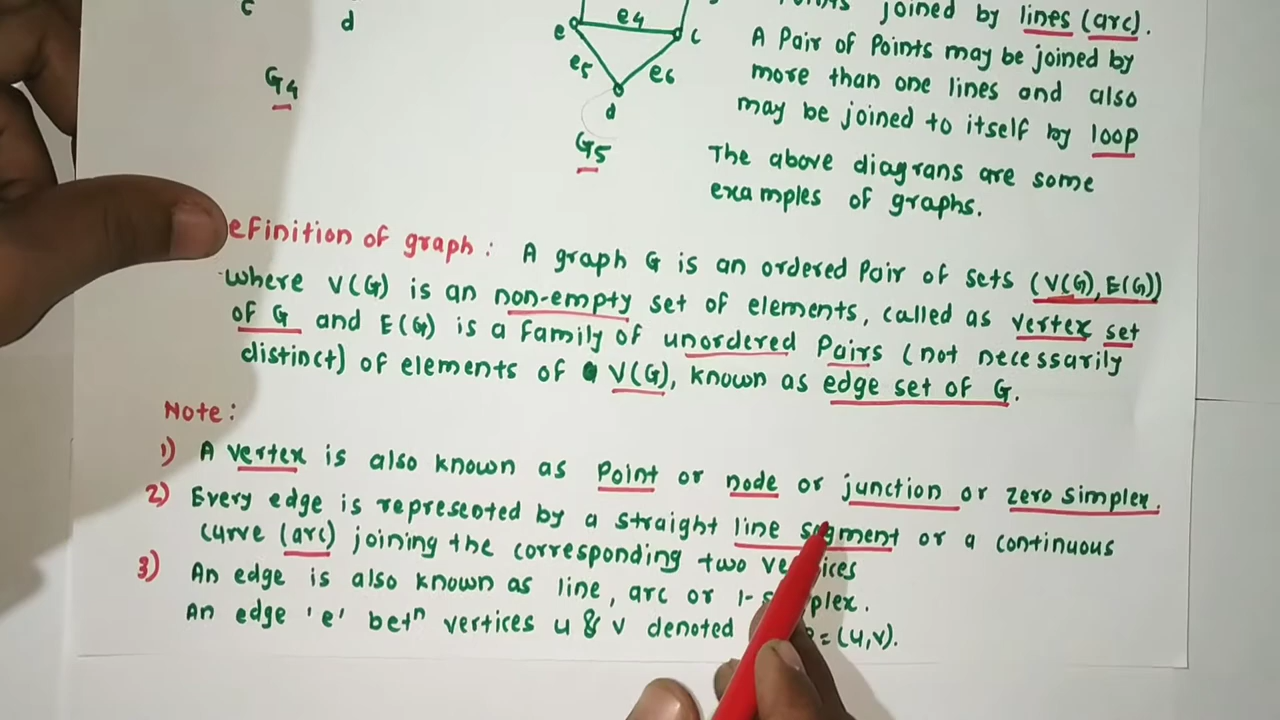 c
d
G4
e4
e
c
e5
e6
d
G5
joined by lines (arc).
A Pair of Points may be joined by
more than one lines and also
may be joined to itself by loop
The above diagrans are some
examples of graphs.
eFinition of graph: A graph G is an ordered Pair of sets (V(G), E(G))
where V(G) is an non-empty set of elements, called as vertex set
of G and E(G) is a family of unordered Pairs (not necessarily
distinct) of elements of V(G), known as edge set of G.
Note:
1) A vertex is also known as Point or node or junction or zero simplex.
2) Every edge is represented by a straight line segment or a continuous
curve (arc) joining the corresponding two vertices
3) An edge is also known as line, arc or 1-simplex.
An edge 'e' betn vertices u & v denoted = (u,v).